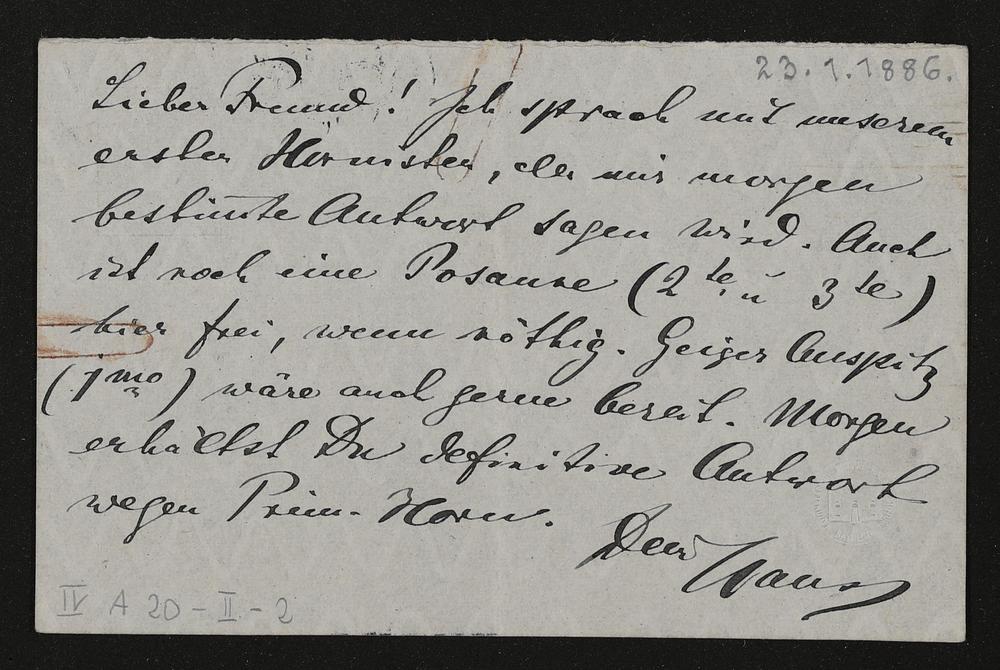 23.1.1886.
Lieber Freund! Ich sprach mit unserem
ersten Hornisten, der mir morgen
bestim̅te Antwort sagen wird. Auch
ist noch eine Posaune (2te u 3te)
hier frei, wenn nöthig. Geiger Auspitz
(1mo) wäre auch gerne bereit. Morgen
erhältst Du definitive Antwort
wegen Prim-Horn.
Dein Hans
IV A 20-II-2